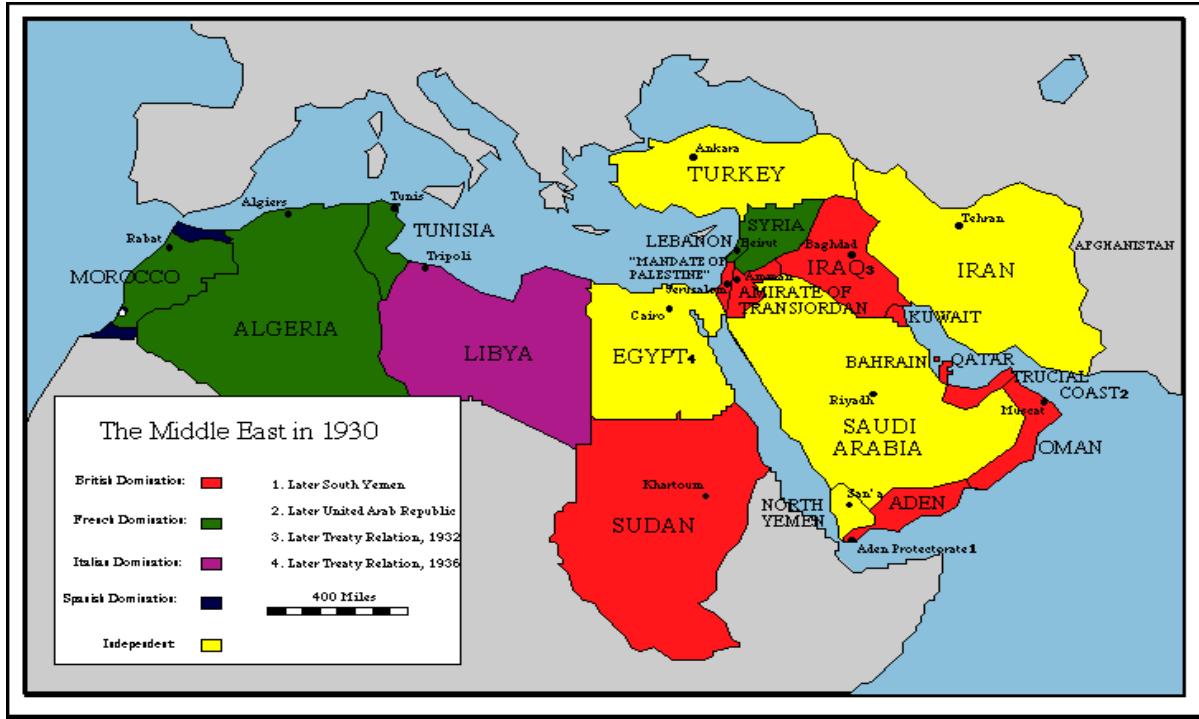 Ankara
TURKEY
Algiers
Tunis
TUNISIA
Rabat
MOROCCO
Tripoli
ALGERIA
LIBYA
SYRIA
LEBANON
Beirut
"MANDATE OF
PALESTINE"
Jerusalem
Amman
AMIRATE OF
TRANSJORDAN
Baghdad
IRAQ3
Tehran
IRAN
AFGHANISTAN
Cairo
EGYPT4
KUWAIT
BAHRAIN
QATAR
TRUCIAL
COAST2
Muscat
OMAN
Riyadh
SAUDI
ARABIA
Khartoum
SUDAN
San'a
NORTH
YEMEN
ADEN
Aden Protectorate1
The Middle East in 1930
British Domination:
French Domination:
Italian Domination:
Spanish Domination:
Independent:
1. Later South Yemen
2. Later United Arab Republic
3. Later Treaty Relation, 1932
4. Later Treaty Relation, 1936
400 Miles